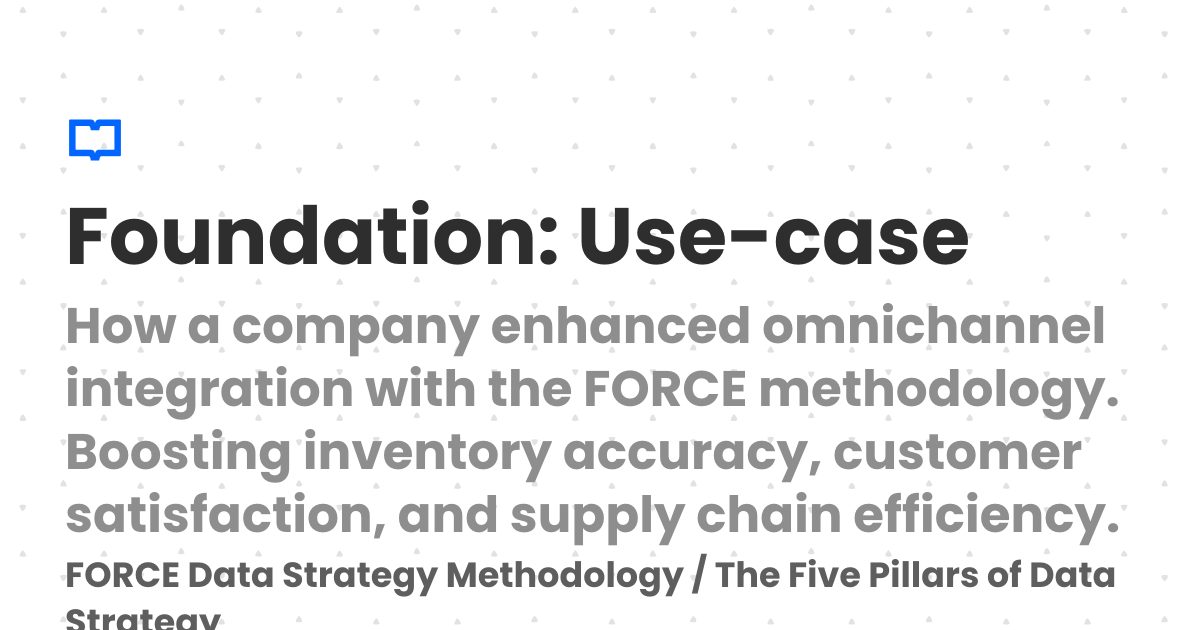 Foundation: Use-case
How a company enhanced omnichannel
integration with the FORCE methodology.
Boosting inventory accuracy, customer
satisfaction, and supply chain efficiency.
FORCE Data Strategy Methodology / The Five Pillars of Data
Strategy